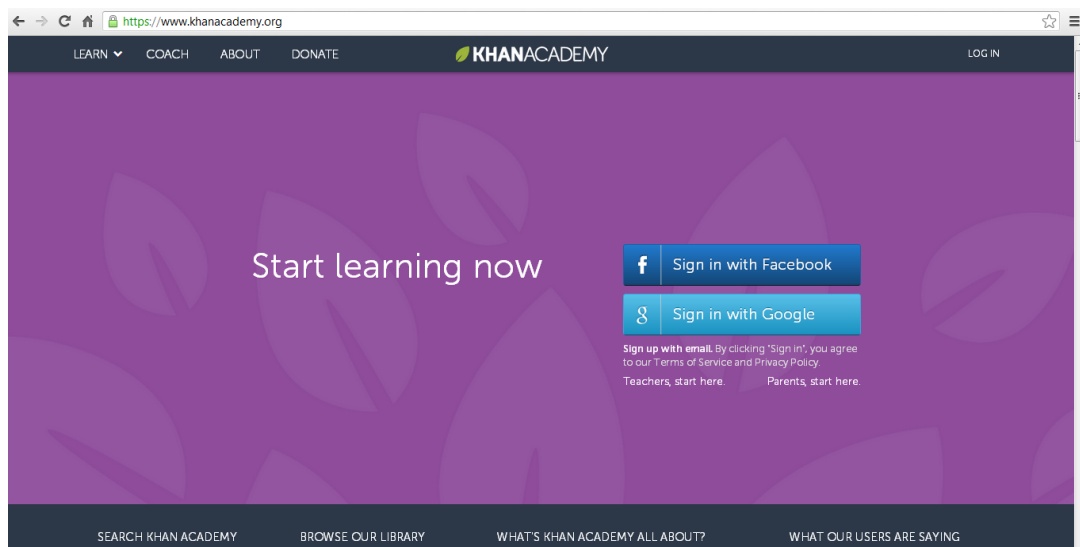 https://www.khanacademy.org
LEARN COACH ABOUT DONATE KHANACADEMY LOG IN
Start learning now
f Sign in with Facebook
g Sign in with Google
Sign up with email. By clicking "Sign in", you agree
to our Terms of Service and Privacy Policy.
Teachers, start here. Parents, start here.
SEARCH KHAN ACADEMY BROWSE OUR LIBRARY WHAT'S KHAN ACADEMY ALL ABOUT? WHAT OUR USERS ARE SAYING